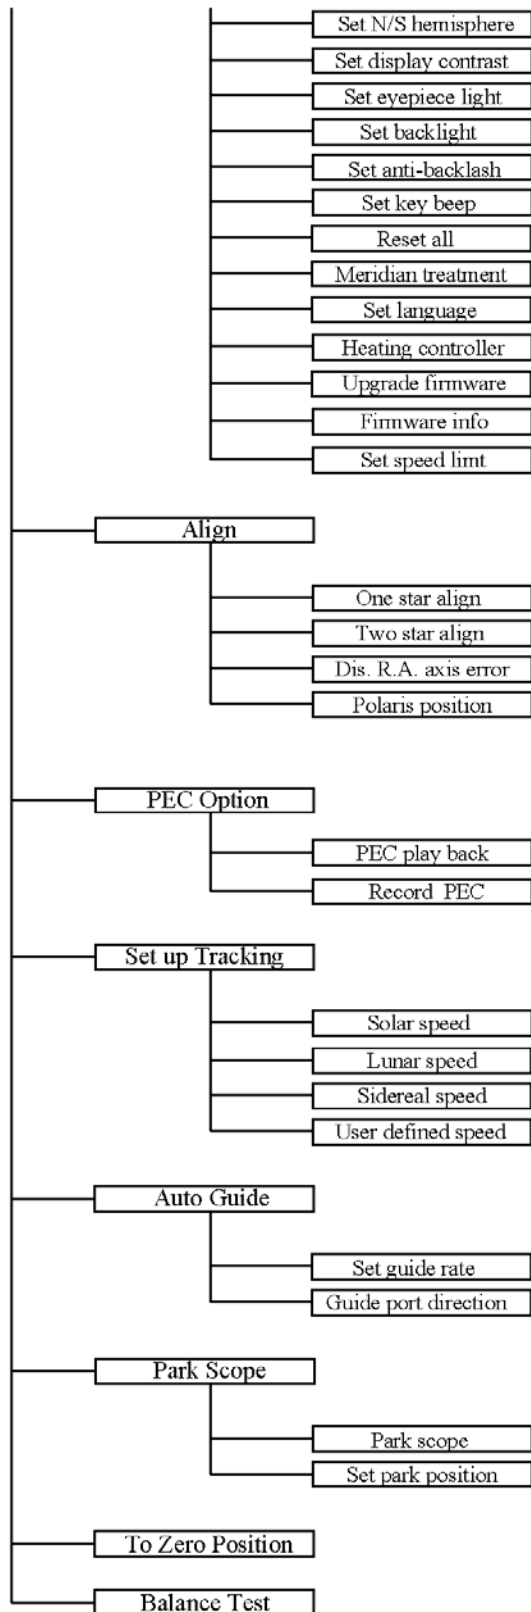 Set N/S hemisphere
Set display contrast
Set eyepiece light
Set backlight
Set anti-backlash
Set key beep
Reset all
Meridian treatment
Set language
Heating controller
Upgrade firmware
Firmware info
Set speed limt
Align
One star align
Two star align
Dis. R.A. axis error
Polaris position
PEC Option
PEC play back
Record PEC
Set up Tracking
Solar speed
Lunar speed
Sidereal speed
User defined speed
Auto Guide
Set guide rate
Guide port direction
Park Scope
Park scope
Set park position
To Zero Position
Balance Test